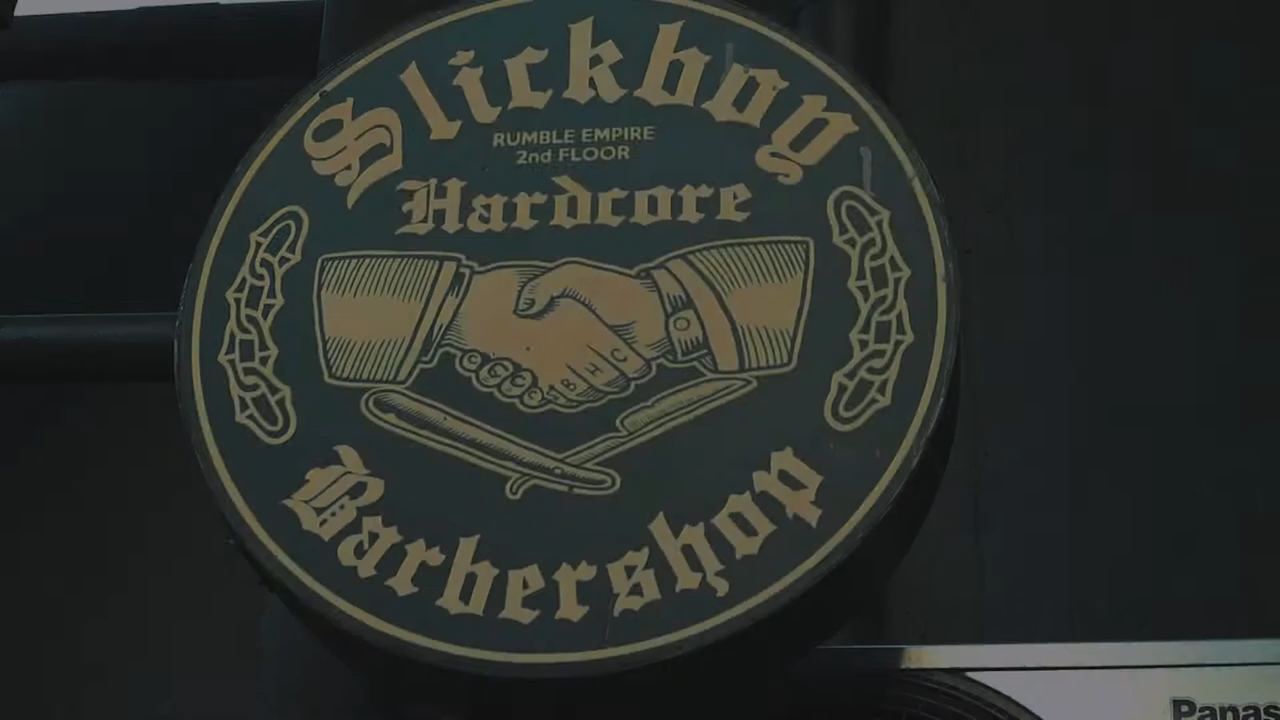 Slickboy
RUMBLE EMPIRE
2nd FLOOR
Hardcore
B H C
Barbershop